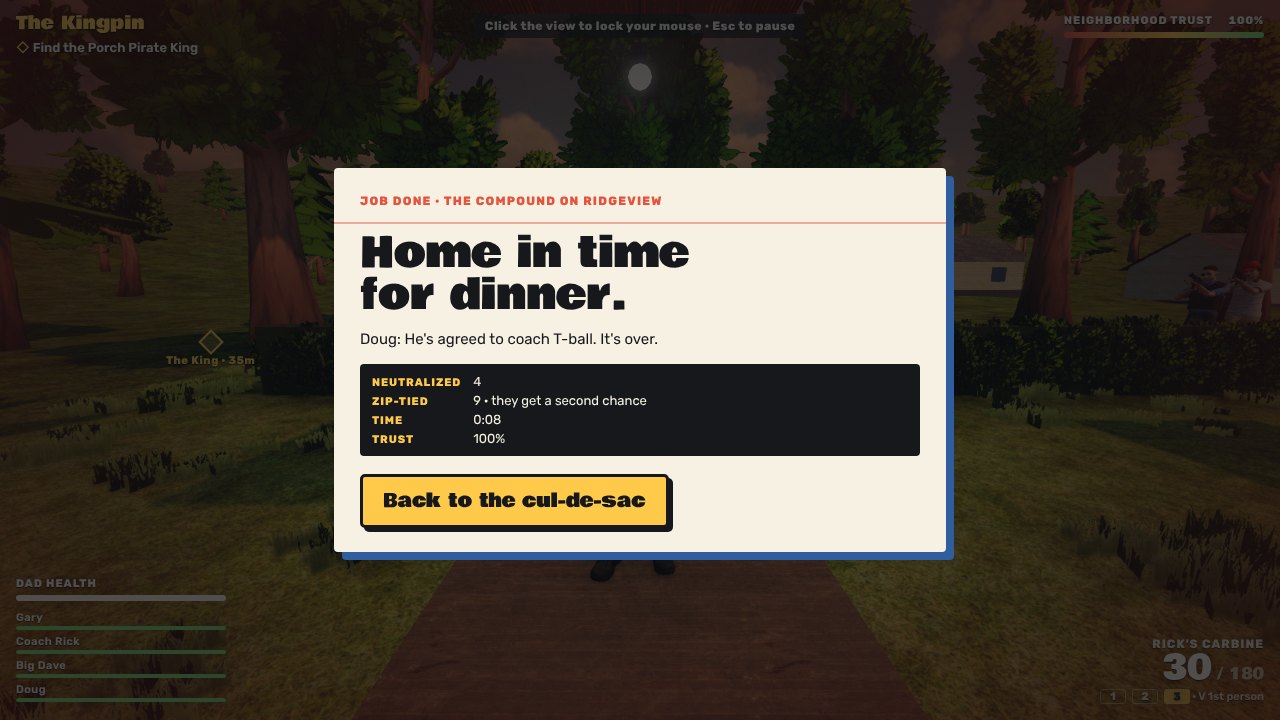 The Kingpin
Find the Porch Pirate King
Click the view to lock your mouse • Esc to pause
NEIGHBORHOOD TRUST 100%
JOB DONE • THE COMPOUND ON RIDGEVIEW
Home in time
for dinner.
Doug: He's agreed to coach T-ball. It's over.
NEUTRALIZED 4
ZIP-TIED 9 • they get a second chance
TIME 0:08
TRUST 100%
Back to the cul-de-sac
The King • 35m
DAD HEALTH
Gary
Coach Rick
Big Dave
Doug
RICK'S CARBINE
30 / 180
1 2 3 • V 1st person